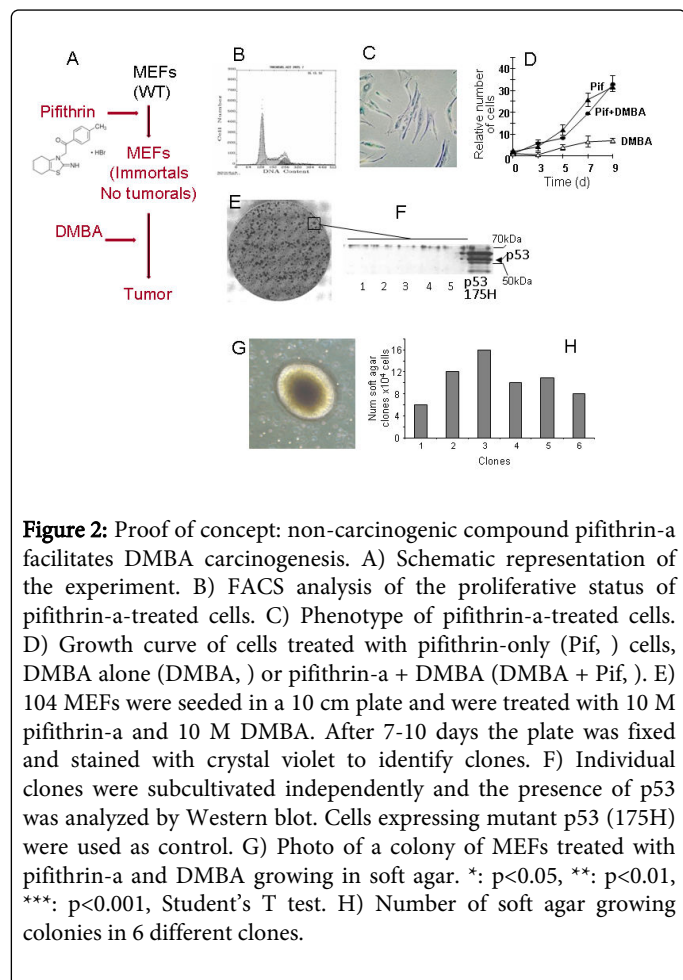 A
MEFs
(WT)
Pifithrin
CH₃
O
N
S
NH
• HBr
MEFs
(Immortals
No tumorals)
DMBA
Tumor
B
Cell Number
DNA Content
C
D
Relative number
of cells
40
30
20
10
0
Pif
Pif+DMBA
DMBA
0 3 5 7 9
Time (d)
E
F
70kDa
p53
50kDa
1 2 3 4 5 p53
175H
G
H
Num soft agar
clones x10⁴ cells
16
12
8
4
0
1 2 3 4 5 6
Clones
Figure 2: Proof of concept: non-carcinogenic compound pifithrin-a
facilitates DMBA carcinogenesis. A) Schematic representation of
the experiment. B) FACS analysis of the proliferative status of
pifithrin-a-treated cells. C) Phenotype of pifithrin-a-treated cells.
D) Growth curve of cells treated with pifithrin-only (Pif, ) cells,
DMBA alone (DMBA, ) or pifithrin-a + DMBA (DMBA + Pif, ). E)
104 MEFs were seeded in a 10 cm plate and were treated with 10 M
pifithrin-a and 10 M DMBA. After 7-10 days the plate was fixed
and stained with crystal violet to identify clones. F) Individual
clones were subcultivated independently and the presence of p53
was analyzed by Western blot. Cells expressing mutant p53 (175H)
were used as control. G) Photo of a colony of MEFs treated with
pifithrin-a and DMBA growing in soft agar. *: p<0.05, **: p<0.01,
***: p<0.001, Student's T test. H) Number of soft agar growing
colonies in 6 different clones.